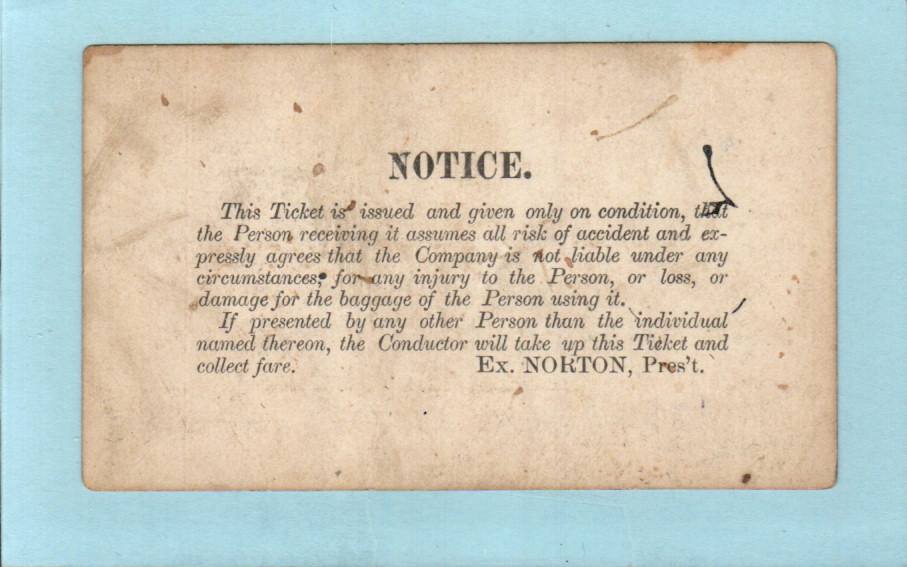 NOTICE.
This Ticket is issued and given only on condition, that
the Person receiving it assumes all risk of accident and ex-
pressly agrees that the Company is not liable under any
circumstances, for any injury to the Person, or loss, or
damage for the baggage of the Person using it.
If presented by any other Person than the individual
named thereon, the Conductor will take up this Ticket and
collect fare. Ex. NORTON, Pres't.